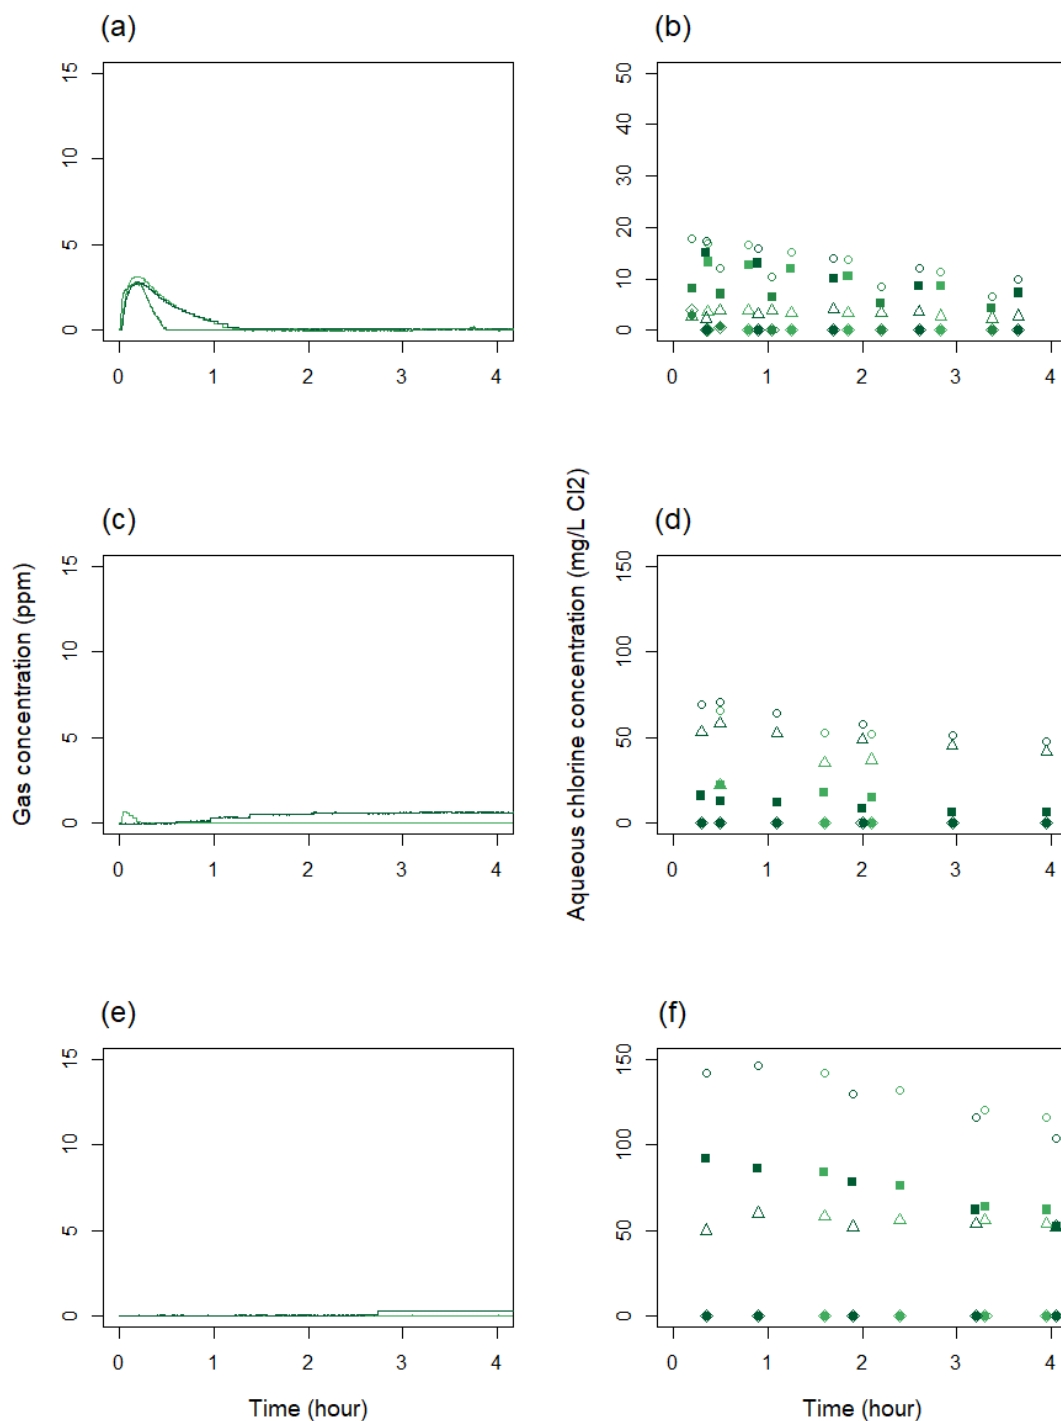 (a)
(b)
15
10
5
0
0 1 2 3 4
50
40
30
20
10
0
0 1 2 3 4
(c)
(d)
Gas concentration (ppm)
15
10
5
0
0 1 2 3 4
Aqueous chlorine concentration (mg/L Cl2)
150
100
50
0
0 1 2 3 4
(e)
(f)
15
10
5
0
0 1 2 3 4
Time (hour)
150
100
50
0
0 1 2 3 4
Time (hour)